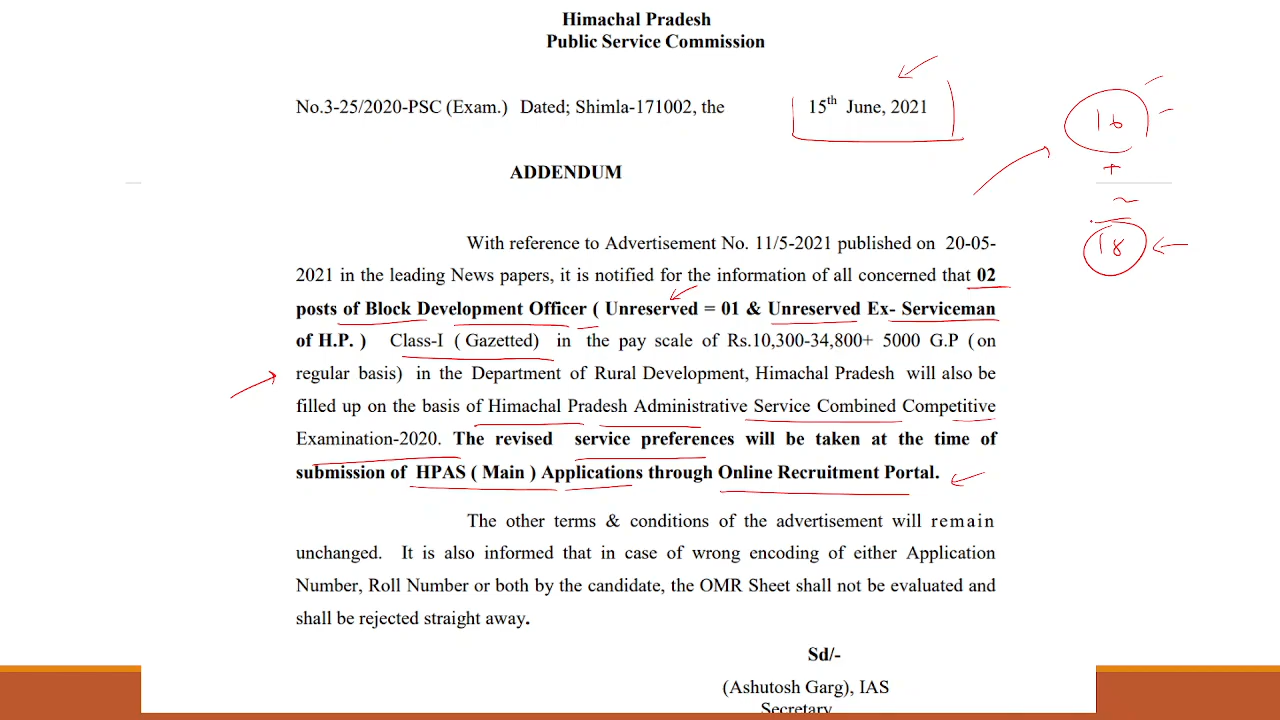 Himachal Pradesh
Public Service Commission
No.3-25/2020-PSC (Exam.) Dated; Shimla-171002, the 15th June, 2021
16
+
2
18
ADDENDUM
With reference to Advertisement No. 11/5-2021 published on 20-05-
2021 in the leading News papers, it is notified for the information of all concerned that 02
posts of Block Development Officer ( Unreserved = 01 & Unreserved Ex- Serviceman
of H.P. ) Class-I ( Gazetted) in the pay scale of Rs.10,300-34,800+ 5000 G.P (on
regular basis) in the Department of Rural Development, Himachal Pradesh will also be
filled up on the basis of Himachal Pradesh Administrative Service Combined Competitive
Examination-2020. The revised service preferences will be taken at the time of
submission of HPAS ( Main ) Applications through Online Recruitment Portal.
The other terms & conditions of the advertisement will remain
unchanged. It is also informed that in case of wrong encoding of either Application
Number, Roll Number or both by the candidate, the OMR Sheet shall not be evaluated and
shall be rejected straight away.
Sd/-
(Ashutosh Garg), IAS
Secretary